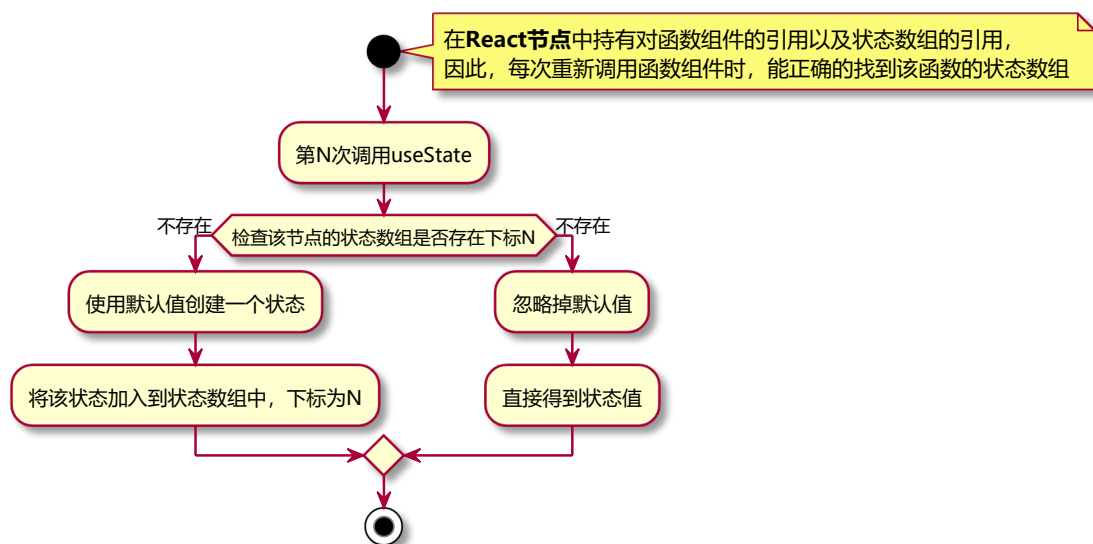 在React节点中持有对函数组件的引用以及状态数组的引用，
因此，每次重新调用函数组件时，能正确的找到该函数的状态数组
第N次调用useState
不存在
检查该节点的状态数组是否存在下标N
不存在
使用默认值创建一个状态
忽略掉默认值
将该状态加入到状态数组中，下标为N
直接得到状态值